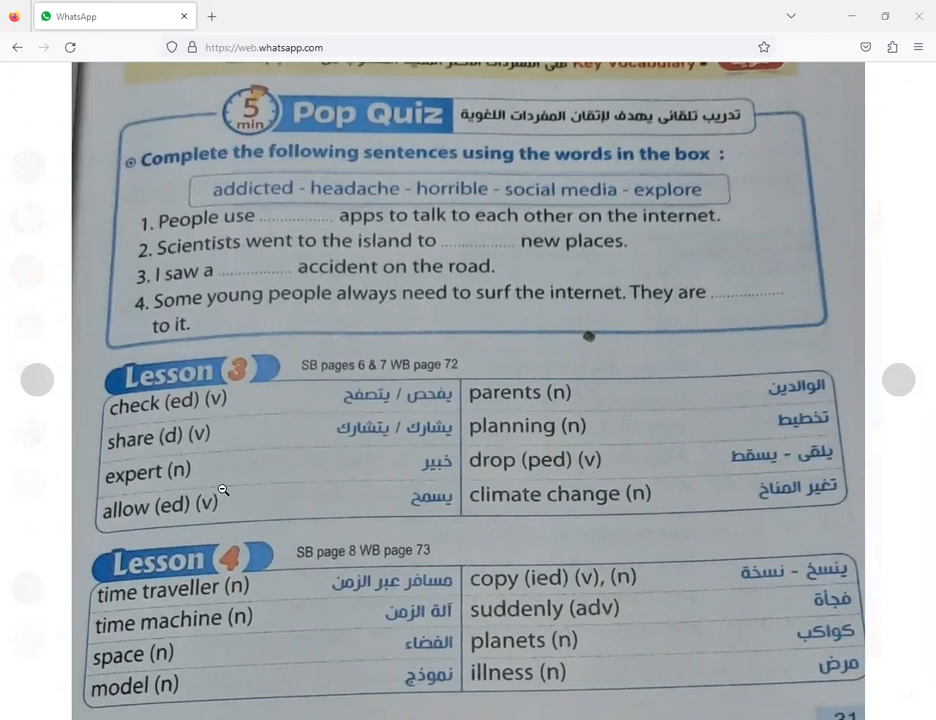 WhatsApp
https://web.whatsapp.com
Key Vocabulary
5 min Pop Quiz تدريب تلقائى يهدف لإتقان المفردات اللغوية
Complete the following sentences using the words in the box :
addicted - headache - horrible - social media - explore
1. People use ................ apps to talk to each other on the internet.
2. Scientists went to the island to ................ new places.
3. I saw a ................ accident on the road.
4. Some young people always need to surf the internet. They are ................
to it.
Lesson 3 SB pages 6 & 7 WB page 72
check (ed) (v) يفحص / يتصفح parents (n) الوالدين
share (d) (v) يشارك / يتشارك planning (n) تخطيط
expert (n) خبير drop (ped) (v) يلقى - يسقط
allow (ed) (v) يسمح climate change (n) تغير المناخ
Lesson 4 SB page 8 WB page 73
time traveller (n) مسافر عبر الزمن copy (ied) (v), (n) ينسخ - نسخة
time machine (n) آلة الزمن suddenly (adv) فجأة
space (n) الفضاء planets (n) كواكب
model (n) نموذج illness (n) مرض
21